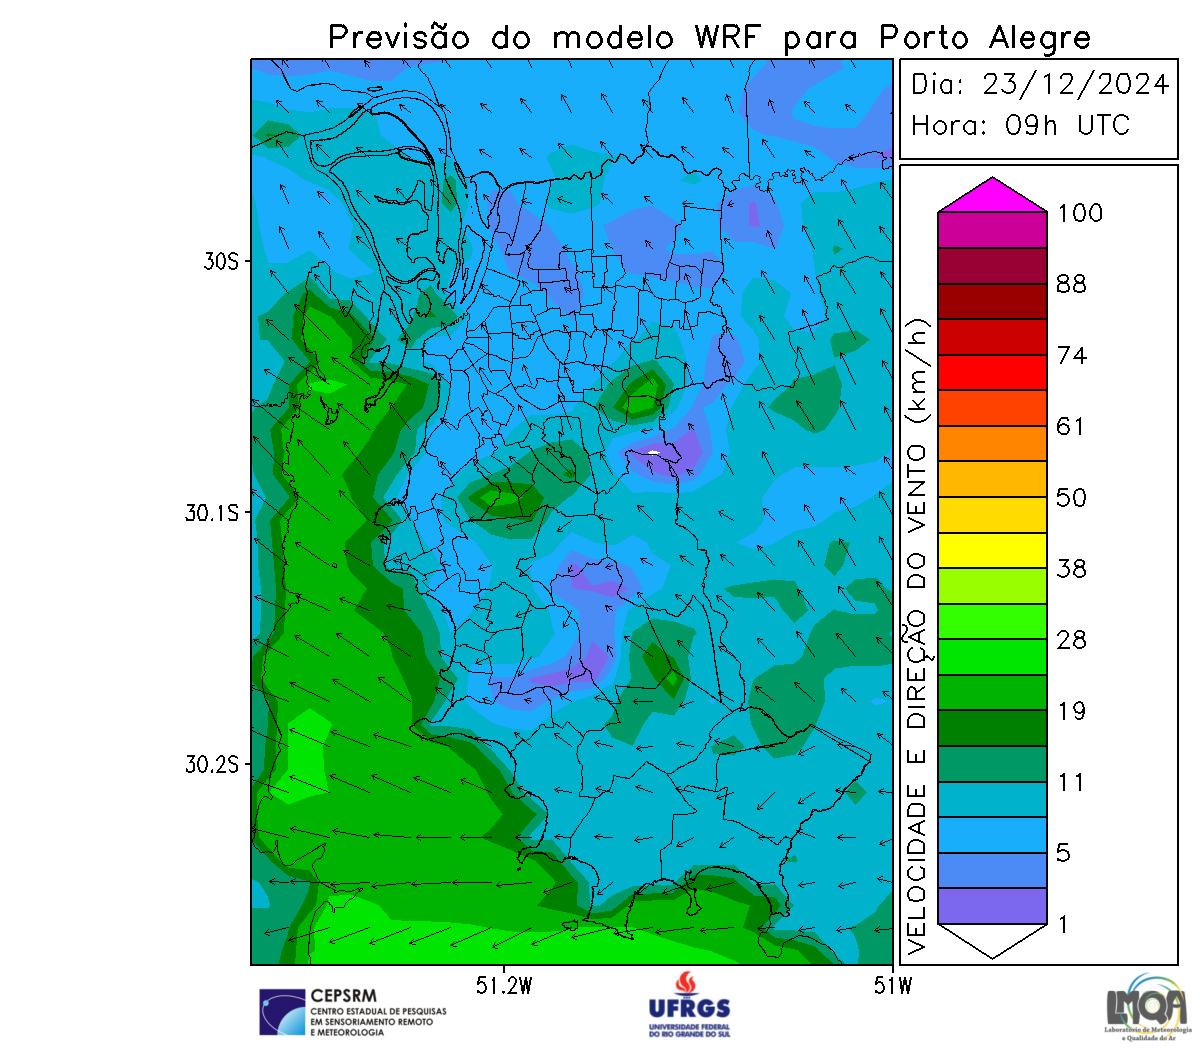 Previsão do modelo WRF para Porto Alegre
Dia: 23/12/2024
Hora: 09h UTC
30S
30.1S
30.2S
51.2W
51W
VELOCIDADE E DIREÇÃO DO VENTO (km/h)
100
88
74
61
50
38
28
19
11
5
1
CEPSRM
CENTRO ESTADUAL DE PESQUISAS
EM SENSORIAMENTO REMOTO
E METEOROLOGIA
UFRGS
UNIVERSIDADE FEDERAL
DO RIO GRANDE DO SUL
LMQA
Laboratório de Meteorologia
e Qualidade do Ar